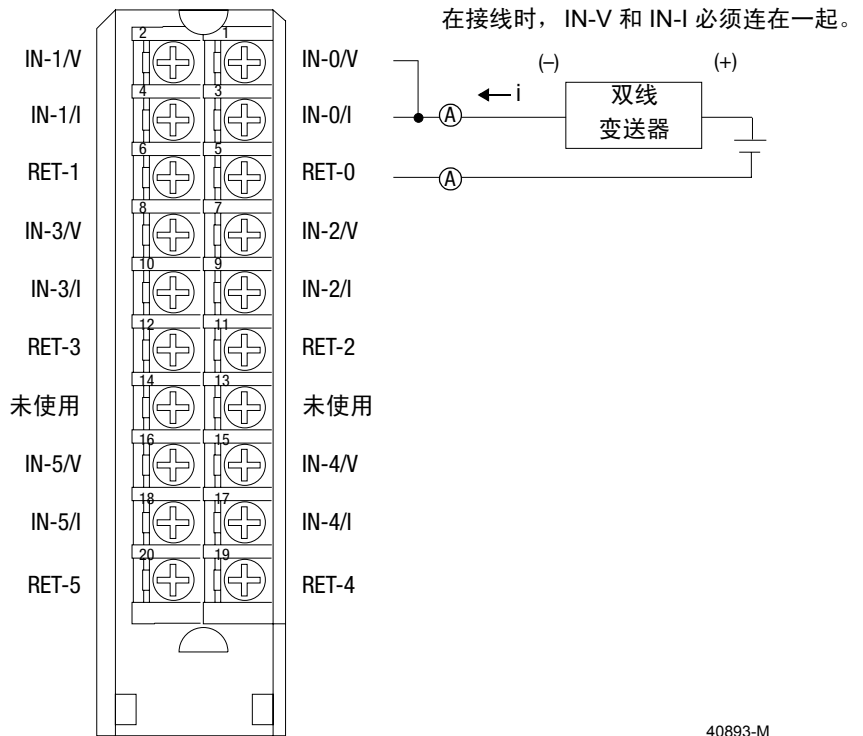 在接线时， IN-V 和 IN-I 必须连在一起。
2 1
IN-1/V IN-0/V
(–) (+)
4 3
IN-1/I IN-0/I
A i 双线
变送器
6 5
RET-1 RET-0
A
8 7
IN-3/V IN-2/V
10 9
IN-3/I IN-2/I
12 11
RET-3 RET-2
14 13
未使用 未使用
16 15
IN-5/V IN-4/V
18 17
IN-5/I IN-4/I
20 19
RET-5 RET-4
40893-M